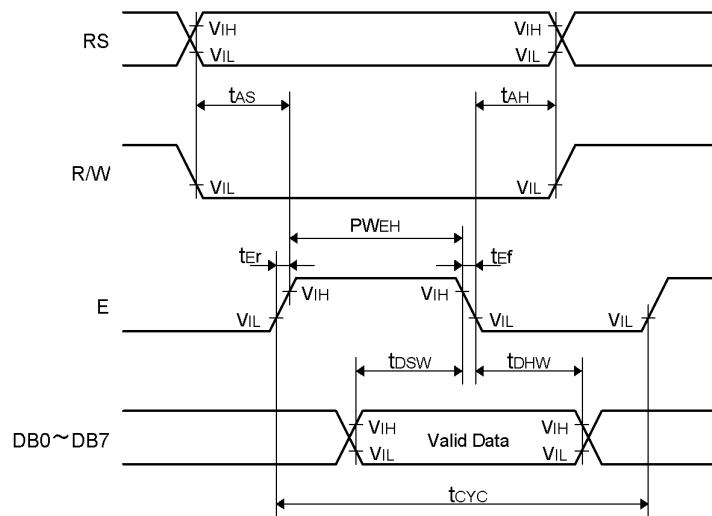 RS
VIH
VIL
VIH
VIL
tAS
tAH
R/W
VIL
VIL
PWEH
tEr
tEf
E
VIH
VIH
VIL
VIL
VIL
tDSW
tDHW
DB0～DB7
VIH
VIL
Valid Data
VIH
VIL
tCYC